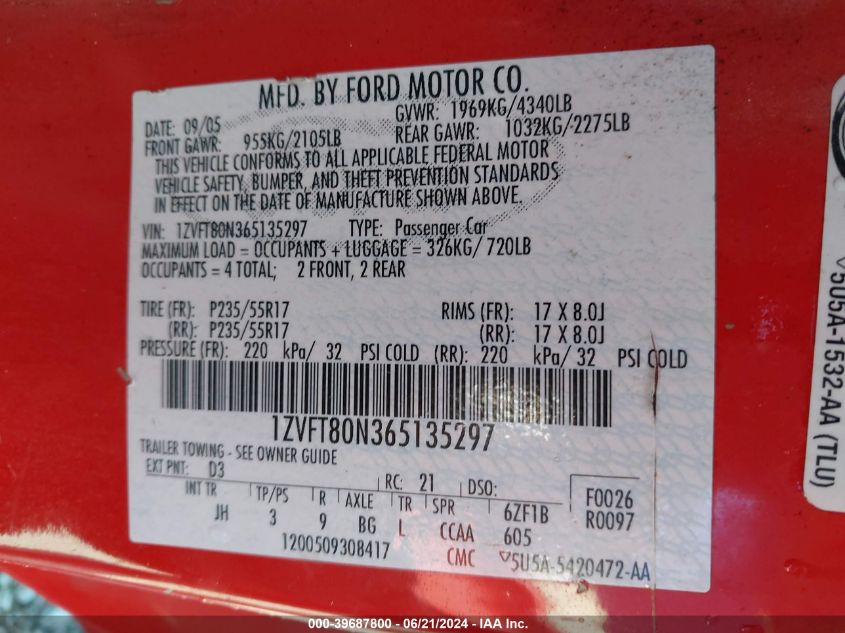 MFD. BY FORD MOTOR CO.
DATE: 09/05 GVWR: 1969KG/4340LB
FRONT GAWR: 955KG/2105LB REAR GAWR: 1032KG/2275LB
THIS VEHICLE CONFORMS TO ALL APPLICABLE FEDERAL MOTOR
VEHICLE SAFETY, BUMPER, AND THEFT PREVENTION STANDARDS
IN EFFECT ON THE DATE OF MANUFACTURE SHOWN ABOVE.
VIN: 1ZVFT80N365135297 TYPE: Passenger Car
MAXIMUM LOAD = OCCUPANTS + LUGGAGE = 326KG/ 720LB
OCCUPANTS = 4 TOTAL; 2 FRONT, 2 REAR
TIRE (FR): P235/55R17 RIMS (FR): 17 X 8.0J
(RR): P235/55R17 (RR): 17 X 8.0J
PRESSURE (FR): 220 kPa/ 32 PSI COLD (RR): 220 kPa/ 32 PSI COLD
1ZVFT80N365135297
TRAILER TOWING - SEE OWNER GUIDE
EXT PNT: D3 RC: 21 DSO:
INT TR TP/PS R AXLE TR SPR 6ZF1B F0026
JH 3 9 BG L CCAA 605 R0097
1200509308417 CMC ▽5U5A-5420472-AA
▽5U5A-1532-AA (TLU)
000-39687800 - 06/21/2024 - IAA Inc.